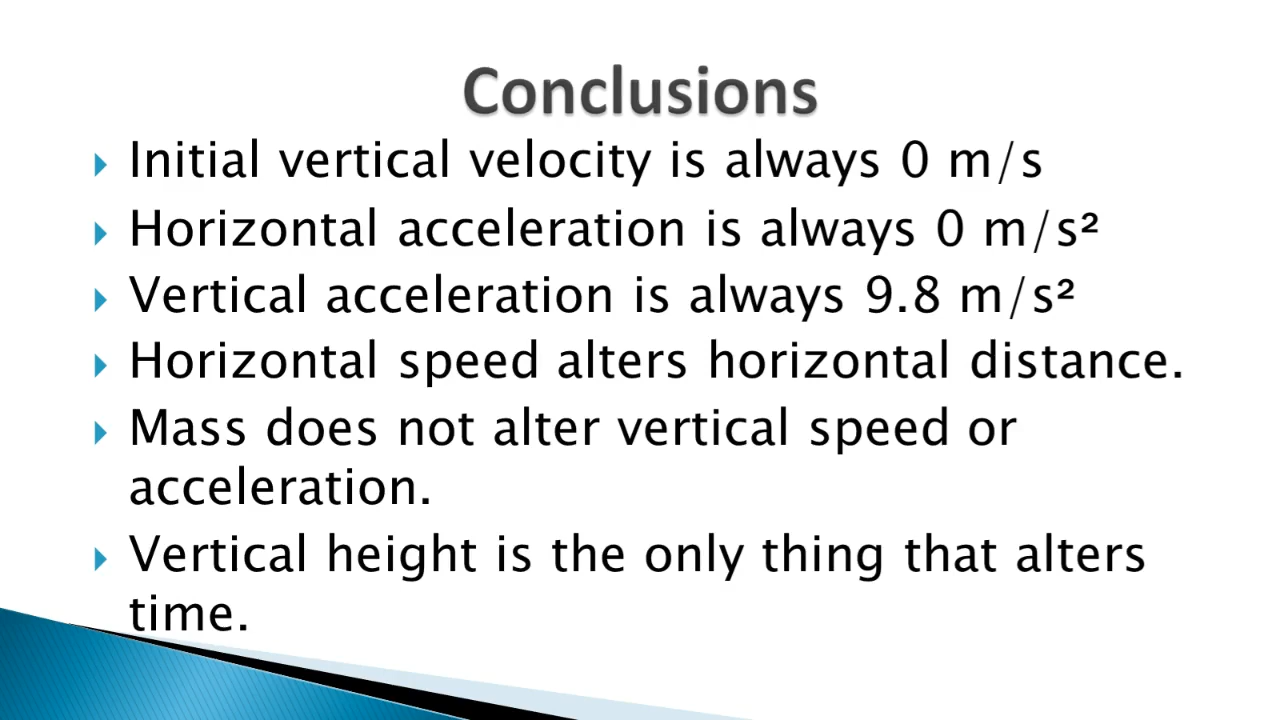 Conclusions
Initial vertical velocity is always 0 m/s
Horizontal acceleration is always 0 m/s²
Vertical acceleration is always 9.8 m/s²
Horizontal speed alters horizontal distance.
Mass does not alter vertical speed or
acceleration.
Vertical height is the only thing that alters
time.